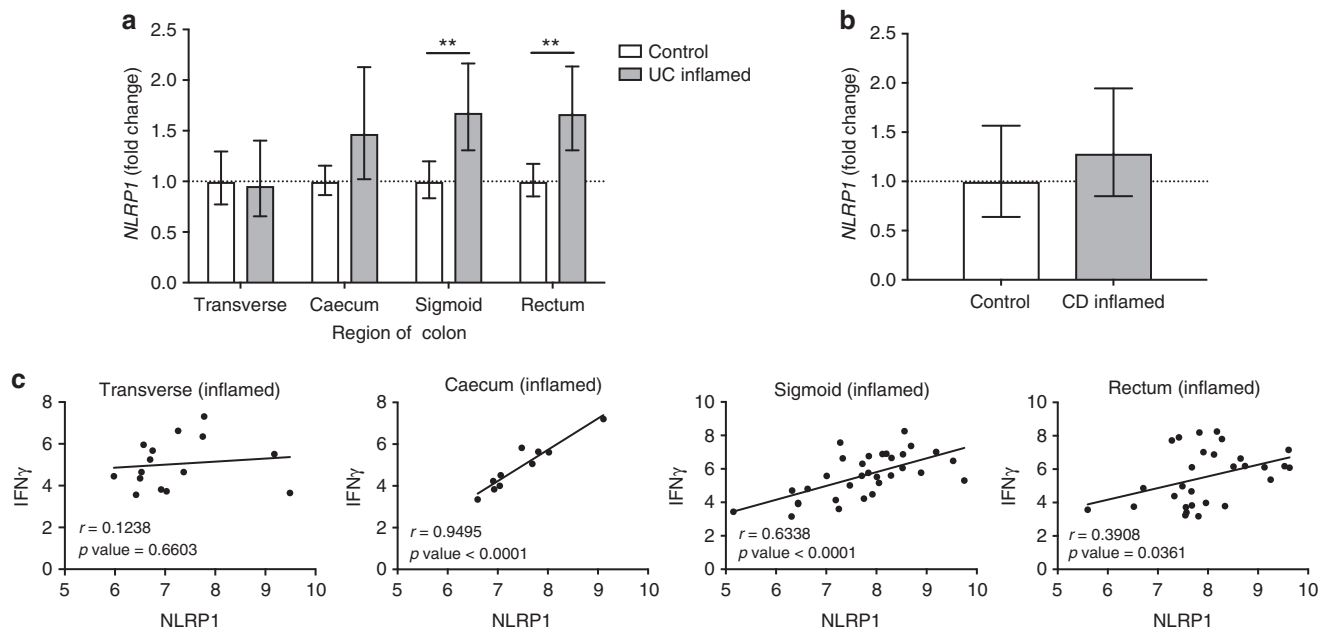 a
2.5
2.0
1.5
1.0
0.5
0.0
NLRP1 (fold change)
** **
Control
UC inflamed
Transverse Caecum Sigmoid Rectum
Region of colon
b
2.5
2.0
1.5
1.0
0.5
0.0
NLRP1 (fold change)
Control CD inflamed
c
Transverse (inflamed)
8
6
4
2
0
IFNγ
r = 0.1238
p value = 0.6603
5 6 7 8 9 10
NLRP1
Caecum (inflamed)
8
6
4
2
0
IFNγ
r = 0.9495
p value < 0.0001
5 6 7 8 9 10
NLRP1
Sigmoid (inflamed)
10
8
6
4
2
0
IFNγ
r = 0.6338
p value < 0.0001
5 6 7 8 9 10
NLRP1
Rectum (inflamed)
10
8
6
4
2
0
IFNγ
r = 0.3908
p value = 0.0361
5 6 7 8 9 10
NLRP1